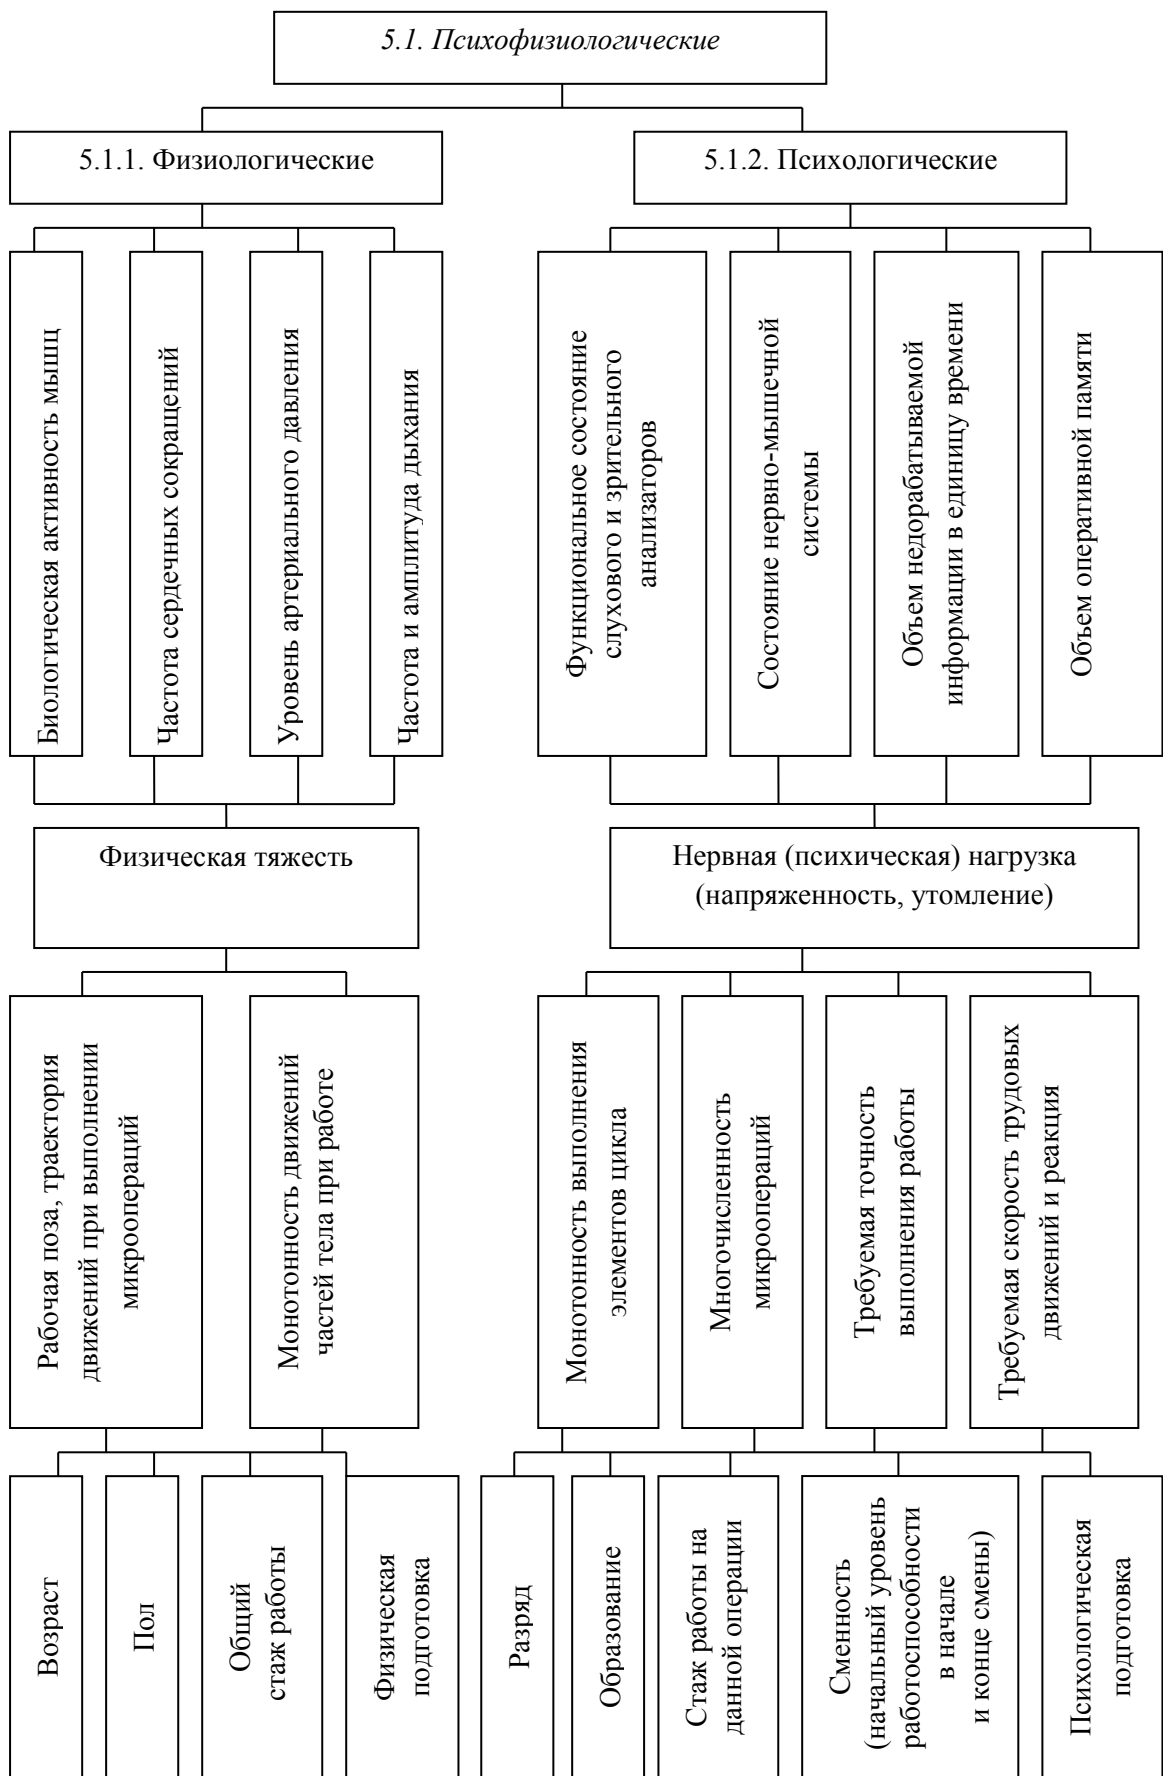 5.1. Психофизиологические
5.1.1. Физиологические
5.1.2. Психологические
Биологическая активность мышц
Частота сердечных сокращений
Уровень артериального давления
Частота и амплитуда дыхания
Функциональное состояние
слухового и зрительного
анализаторов
Состояние нервно-мышечной
системы
Объем недорабатываемой
информации в единицу времени
Объем оперативной памяти
Физическая тяжесть
Нервная (психическая) нагрузка
(напряженность, утомление)
Рабочая поза, траектория
движений при выполнении
микроопераций
Монотонность движений
частей тела при работе
Монотонность выполнения
элементов цикла
Многочисленность
микроопераций
Требуемая точность
выполнения работы
Требуемая скорость трудовых
движений и реакция
Возраст
Пол
Общий
стаж работы
Физическая
подготовка
Разряд
Образование
Стаж работы на
данной операции
Сменность
(начальный уровень
работоспособности
в начале
и конце смены)
Психологическая
подготовка